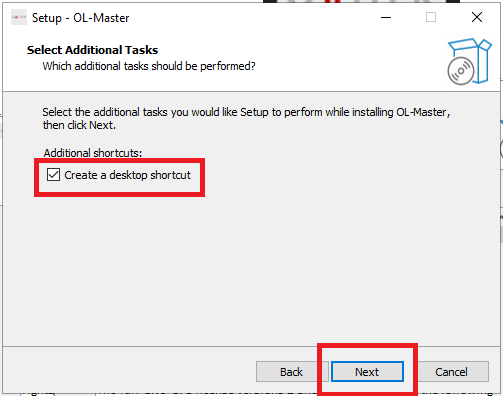 Setup - OL-Master
Select Additional Tasks
Which additional tasks should be performed?
Select the additional tasks you would like Setup to perform while installing OL-Master,
then click Next.
Additional shortcuts:
Create a desktop shortcut
Back
Next
Cancel